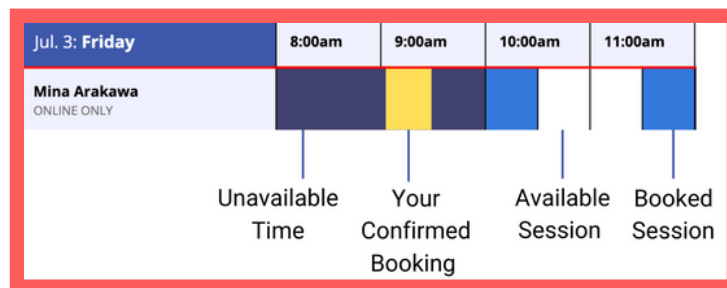 Jul. 3: Friday 8:00am 9:00am 10:00am 11:00am
Mina Arakawa
ONLINE ONLY
Unavailable Your Available Booked
Time Confirmed Session Session
Booking